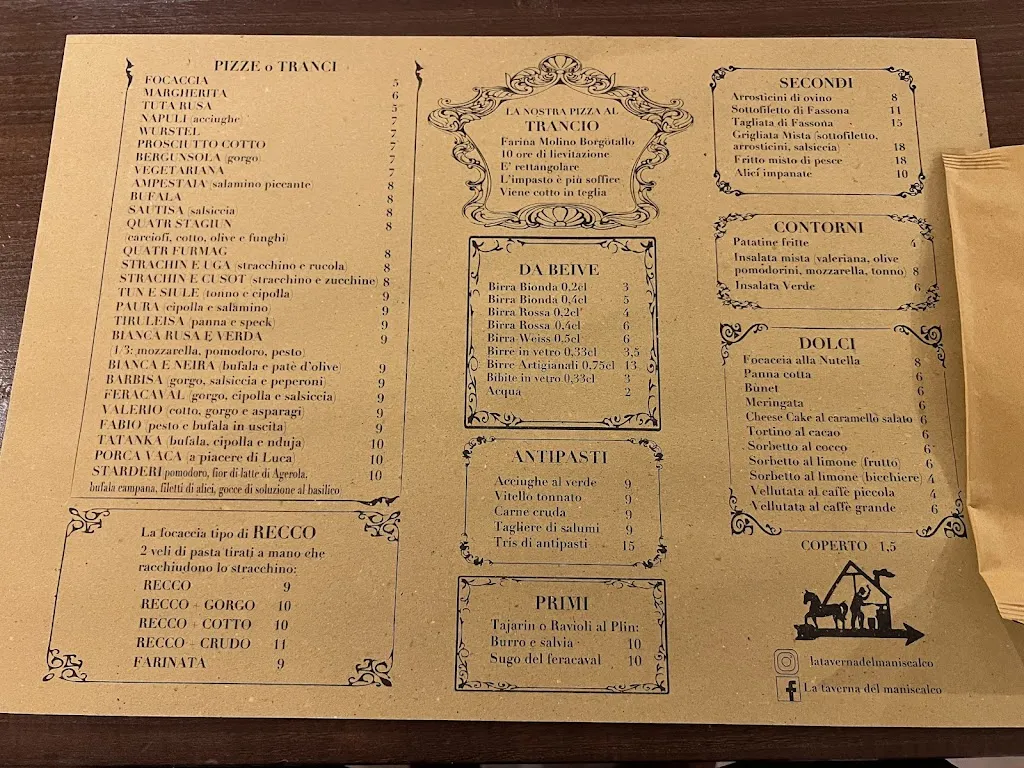 PIZZE o TRANCI
FOCACCIA 5
MARGHERITA 6
TUTA RUSA 5
NAPULI (acciughe) 7
WURSTEL 7
PROSCIUTTO COTTO 7
BERGUNSOLA (gorgo) 7
VEGETARIANA 7
AMPESTAIA (salamino piccante) 8
BUFALA 8
SAUTISA (salsiccia) 8
QUATR STAGIUN 8
(carciofi, cotto, olive e funghi)
QUATR FURMAG 8
STRACHIN E UGA (stracchino e rucola) 8
STRACHIN E CUSOT (stracchino e zucchine) 8
TUN E SIULE (tonno e cipolla) 9
PAURA (cipolla e salamino) 9
TIRULEISA (panna e speck) 9
BIANCA RUSA E VERDA 9
(1/3: mozzarella, pomodoro, pesto)
BIANCA E NEIRA (bufala e patè d'olive) 9
BARBISA (gorgo, salsiccia e peperoni) 9
FERACAVAL (gorgo, cipolla e salsiccia) 9
VALERIO (cotto, gorgo e asparagi) 9
FABIO (pesto e bufala in uscita) 9
TATANKA (bufala, cipolla e nduja) 10
PORCA VACA (a piacere di Luca) 10
STARDERI pomodoro, fior di latte di Agerola, 10
bufala campana, filetti di alici, gocce di soluzione al basilico
La focaccia tipo di RECCO
2 veli di pasta tirati a mano che
racchiudono lo stracchino:
RECCO 9
RECCO + GORGO 10
RECCO + COTTO 10
RECCO + CRUDO 11
FARINATA 9
LA NOSTRA PIZZA AL
TRANCIO
Farina Molino Borgotallo
10 ore di lievitazione
E' rettangolare
L'impasto è più soffice
Viene cotto in teglia
DA BEIVE
Birra Bionda 0,2cl 3
Birra Bionda 0,4cl 5
Birra Rossa 0,2cl 4
Birra Rossa 0,4cl 6
Birra Weiss 0,5cl 6
Birre in vetro 0,33cl 3,5
Birre Artigianali 0,75cl 13
Bibite in vetro 0,33cl 3
Acqua 2
ANTIPASTI
Acciughe al verde 9
Vitello tonnato 9
Carne cruda 9
Tagliere di salumi 9
Tris di antipasti 15
PRIMI
Tajarin o Ravioli al Plin:
Burro e salvia 10
Sugo del feracaval 10
SECONDI
Arrosticini di ovino 8
Sottofiletto di Fassona 11
Tagliata di Fassona 15
Grigliata Mista (sottofiletto,
arrosticini, salsiccia) 18
Fritto misto di pesce 18
Alici impanate 10
CONTORNI
Patatine fritte 4
Insalata mista (valeriana, olive
pomodorini, mozzarella, tonno) 8
Insalata Verde 6
DOLCI
Focaccia alla Nutella 8
Panna cotta 6
Bunet 6
Meringata 6
Cheese Cake al caramello salato 6
Tortino al cacao 6
Sorbetto al cocco 6
Sorbetto al limone (frutto) 6
Sorbetto al limone (bicchiere) 4
Vellutata al caffè piccola 4
Vellutata al caffè grande 6
COPERTO 1,5
latavernadelmaniscalco
La taverna del maniscalco